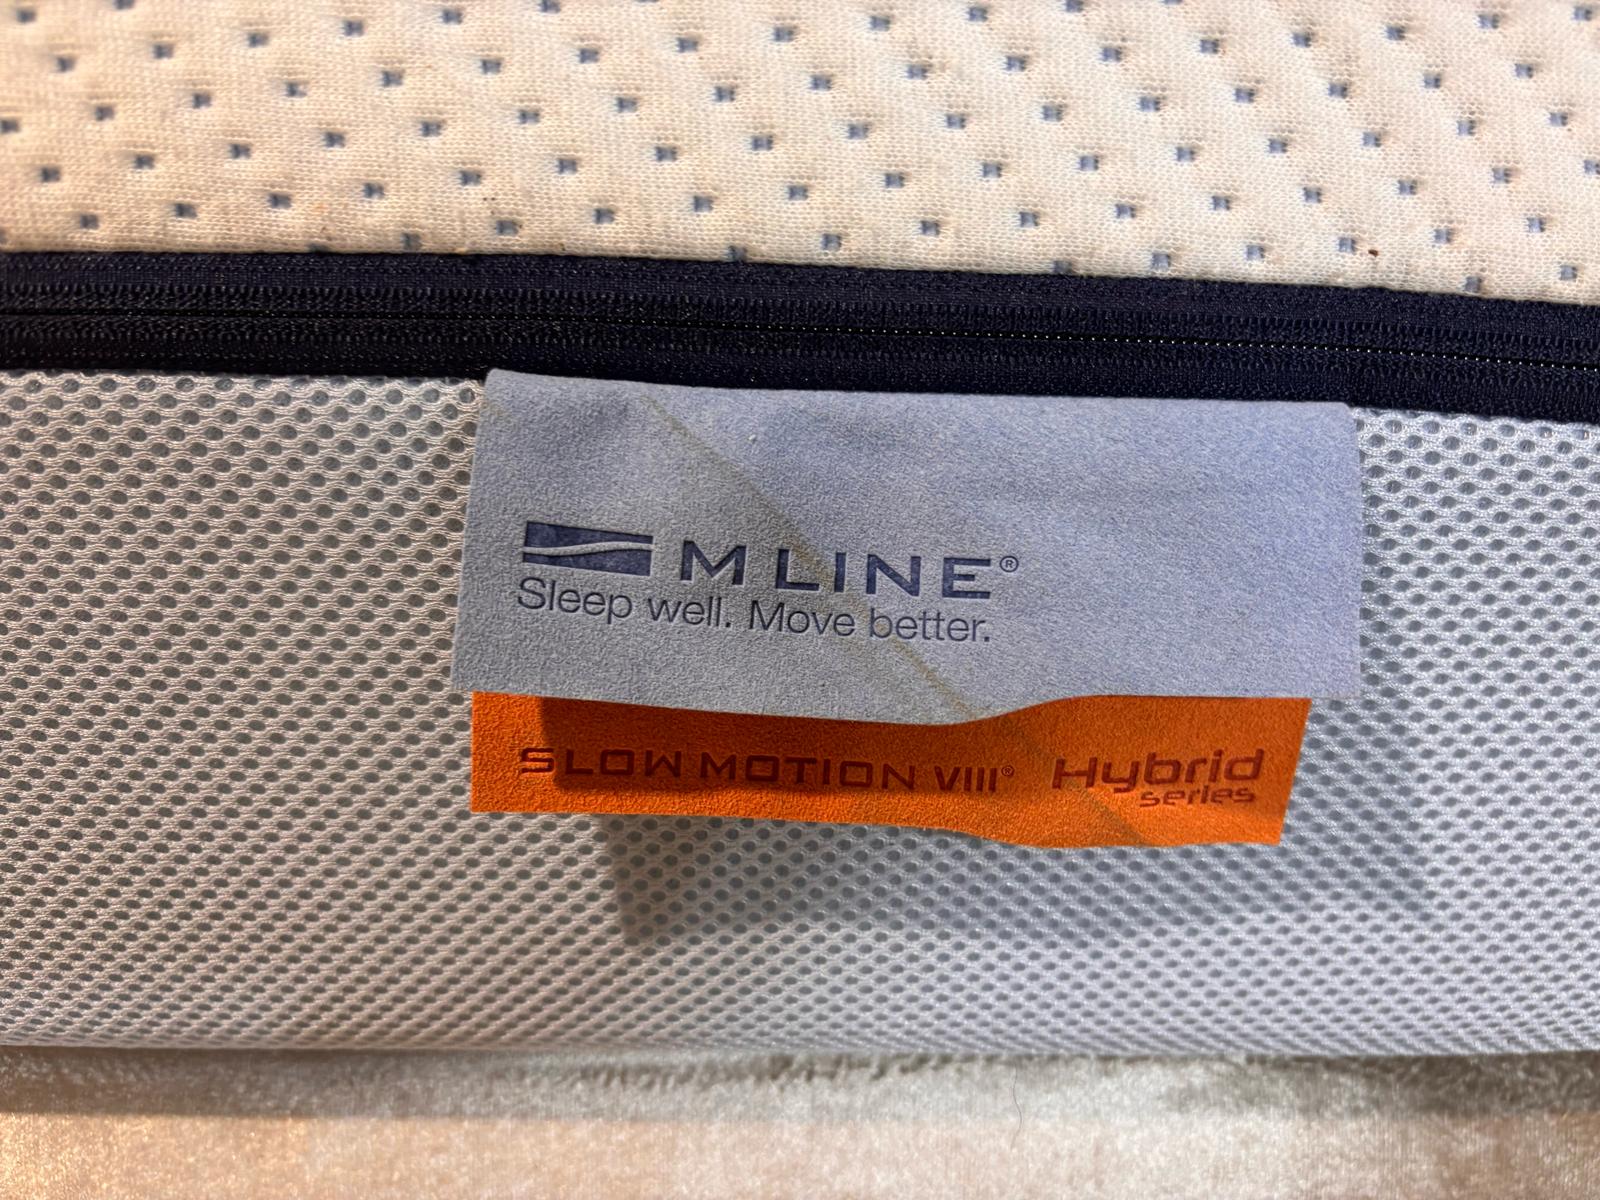 M LINE®
Sleep well. Move better.
SLOW MOTION VIII® Hybrid
series